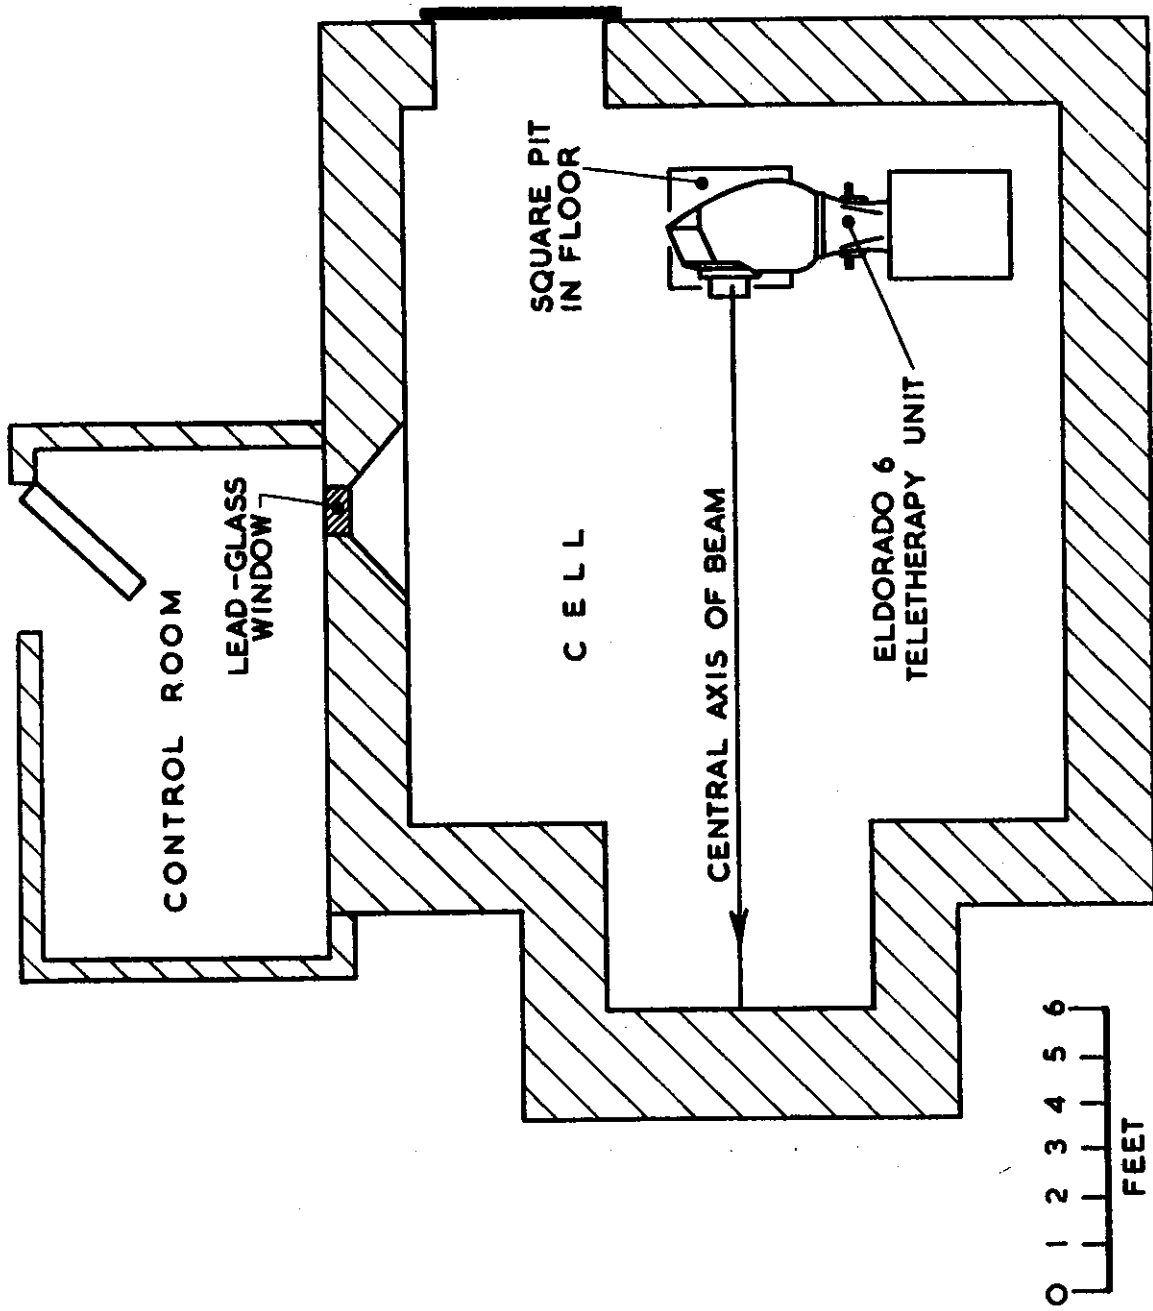 CONTROL ROOM
LEAD-GLASS
WINDOW
CELL
SQUARE PIT
IN FLOOR
CENTRAL AXIS OF BEAM
ELDORADO 6
TELETHERAPY UNIT
0 1 2 3 4 5 6
FEET